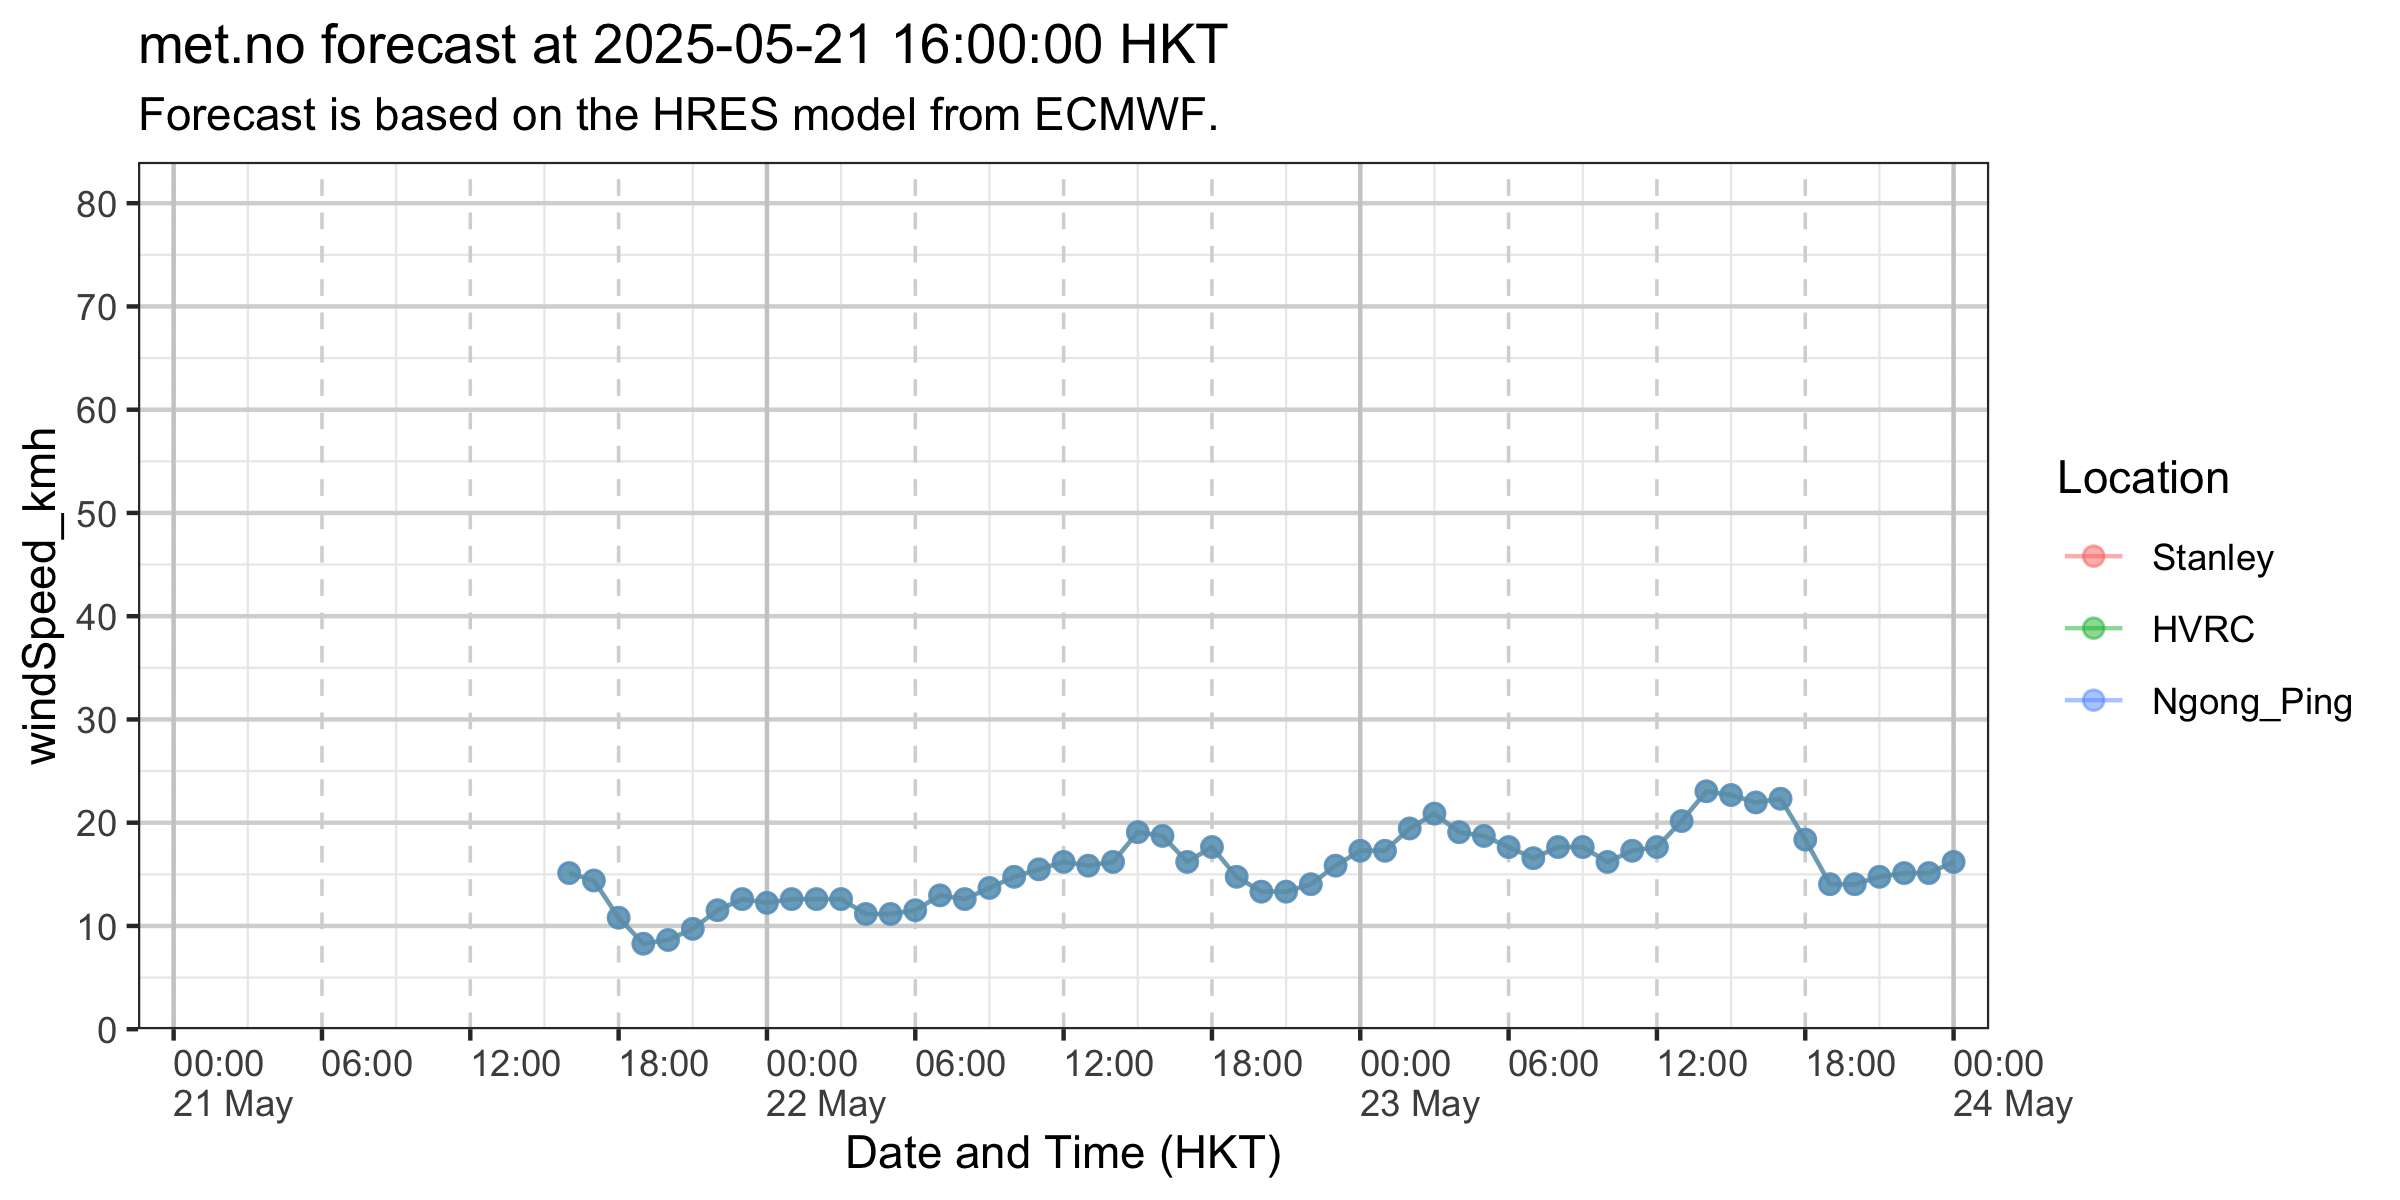 met.no forecast at 2025-05-21 16:00:00 HKT
Forecast is based on the HRES model from ECMWF.
windSpeed_kmh
80
70
60
50
40
30
20
10
0
00:00 06:00 12:00 18:00 00:00 06:00 12:00 18:00 00:00 06:00 12:00 18:00 00:00
21 May 22 May 23 May 24 May
Date and Time (HKT)
Location
Stanley
HVRC
Ngong_Ping